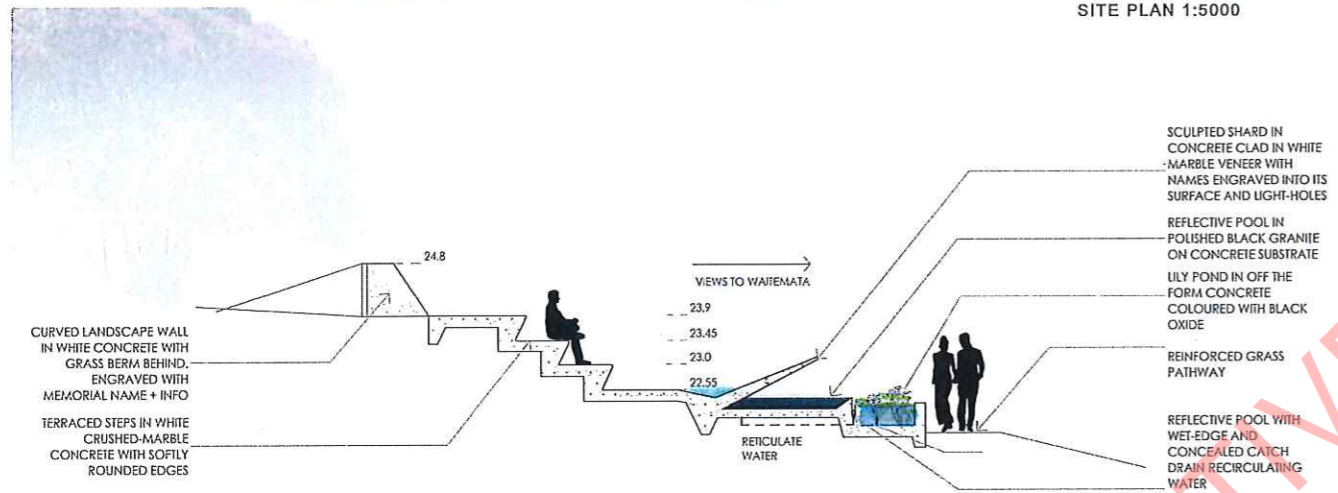 SITE PLAN 1:5000
SCULPTED SHARD IN
CONCRETE CLAD IN WHITE
MARBLE VENEER WITH
NAMES ENGRAVED INTO ITS
SURFACE AND LIGHT-HOLES
REFLECTIVE POOL IN
POLISHED BLACK GRANITE
ON CONCRETE SUBSTRATE
LILY POND IN OFF THE
FORM CONCRETE
COLOURED WITH BLACK
OXIDE
REINFORCED GRASS
PATHWAY
REFLECTIVE POOL WITH
WET-EDGE AND
CONCEALED CATCH
DRAIN RECIRCULATING
WATER
24.8
VIEWS TO WAITEMATA
23.9
23.45
23.0
22.55
RETICULATE
WATER
CURVED LANDSCAPE WALL
IN WHITE CONCRETE WITH
GRASS BERM BEHIND.
ENGRAVED WITH
MEMORIAL NAME + INFO
TERRACED STEPS IN WHITE
CRUSHED-MARBLE
CONCRETE WITH SOFTLY
ROUNDED EDGES